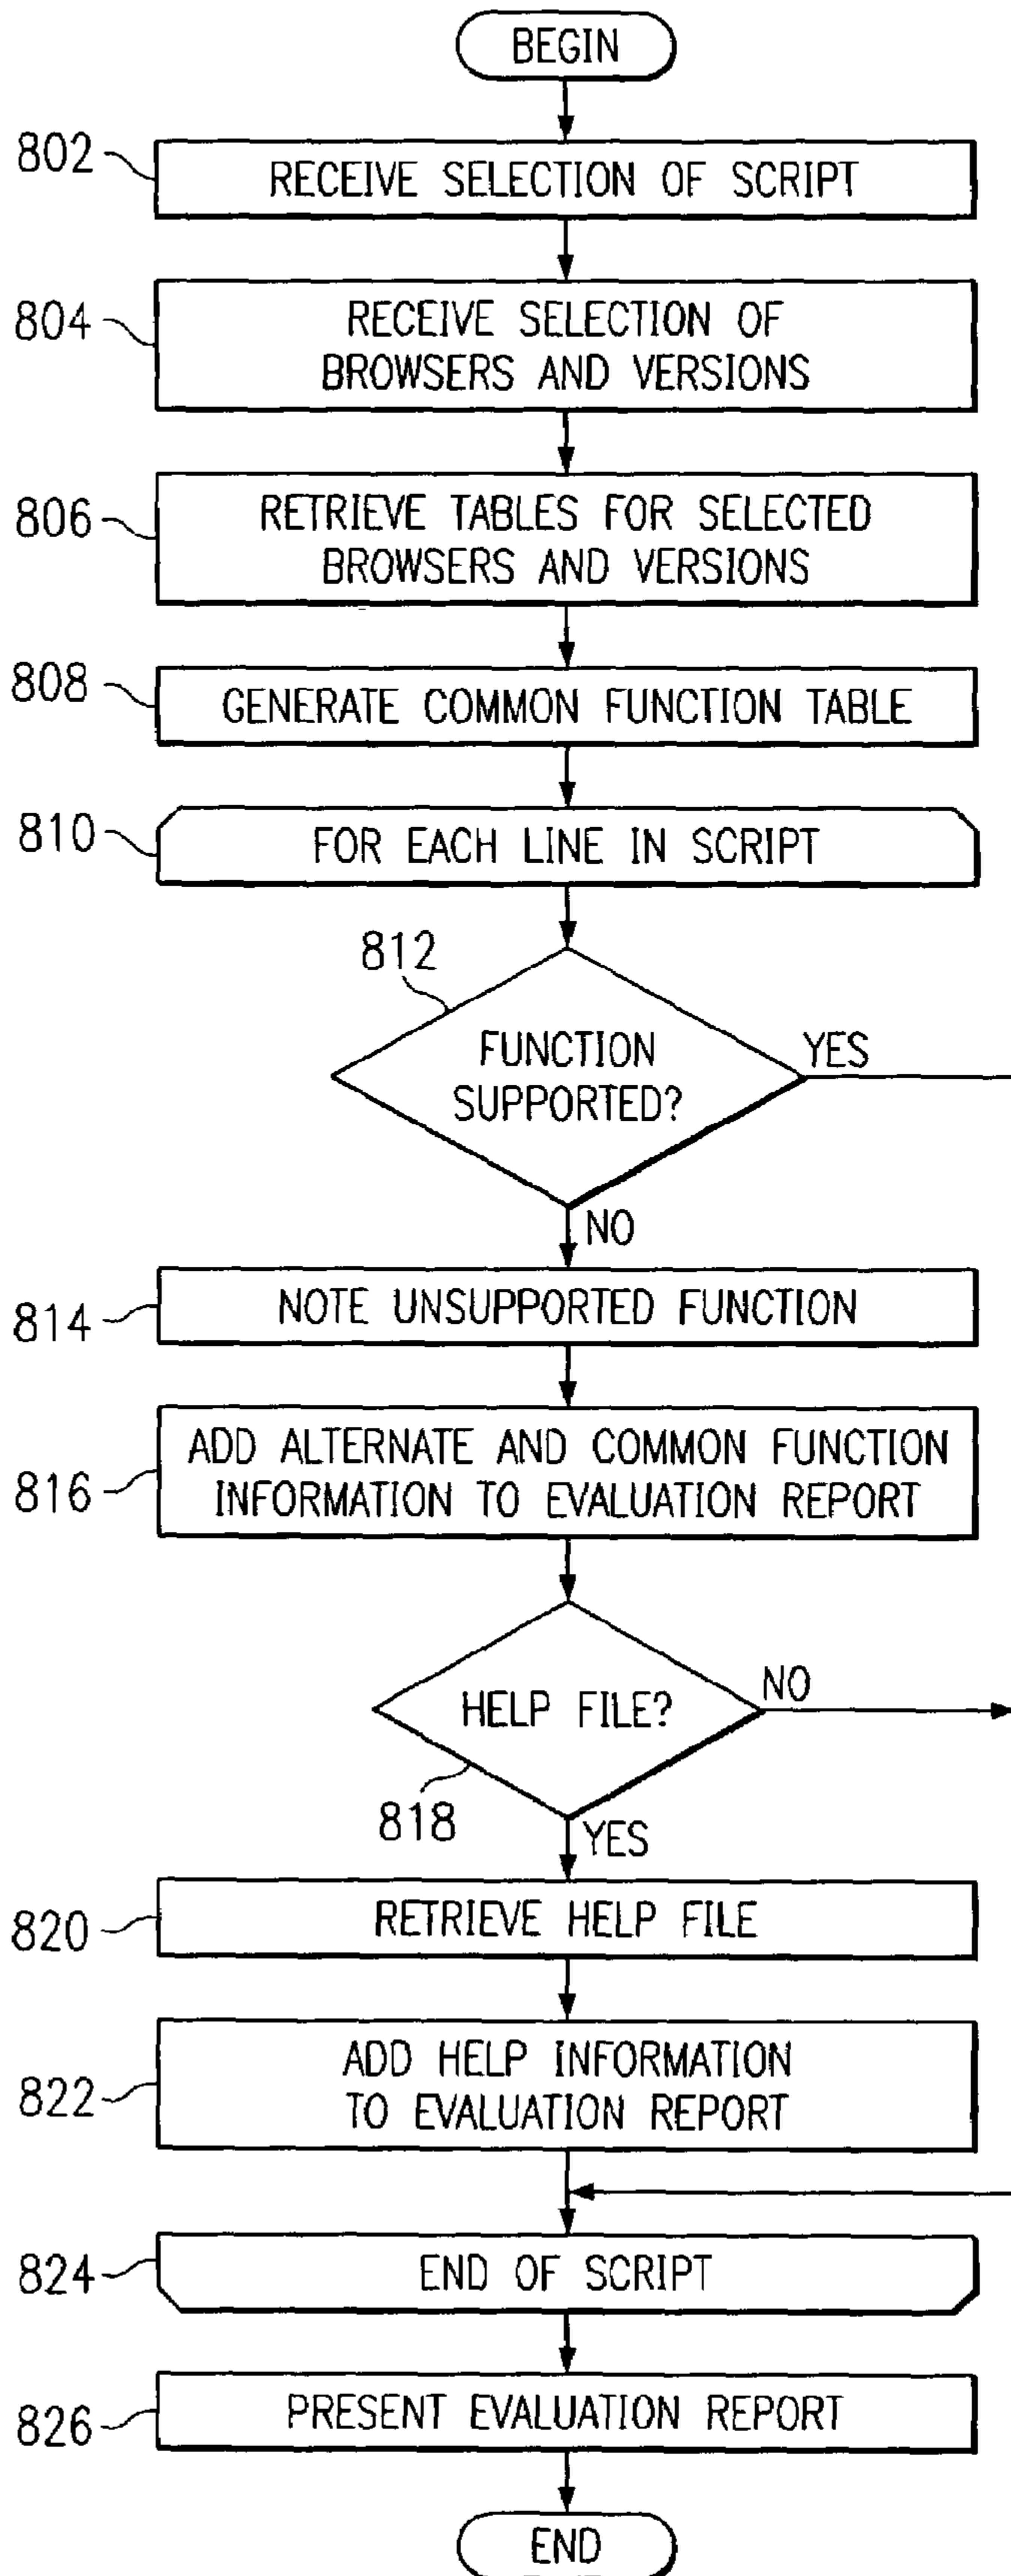 BEGIN
802
RECEIVE SELECTION OF SCRIPT
804
RECEIVE SELECTION OF
BROWSERS AND VERSIONS
806
RETRIEVE TABLES FOR SELECTED
BROWSERS AND VERSIONS
808
GENERATE COMMON FUNCTION TABLE
810
FOR EACH LINE IN SCRIPT
812
FUNCTION
SUPPORTED?
YES
NO
814
NOTE UNSUPPORTED FUNCTION
816
ADD ALTERNATE AND COMMON FUNCTION
INFORMATION TO EVALUATION REPORT
HELP FILE?
NO
818
YES
820
RETRIEVE HELP FILE
822
ADD HELP INFORMATION
TO EVALUATION REPORT
824
END OF SCRIPT
826
PRESENT EVALUATION REPORT
END